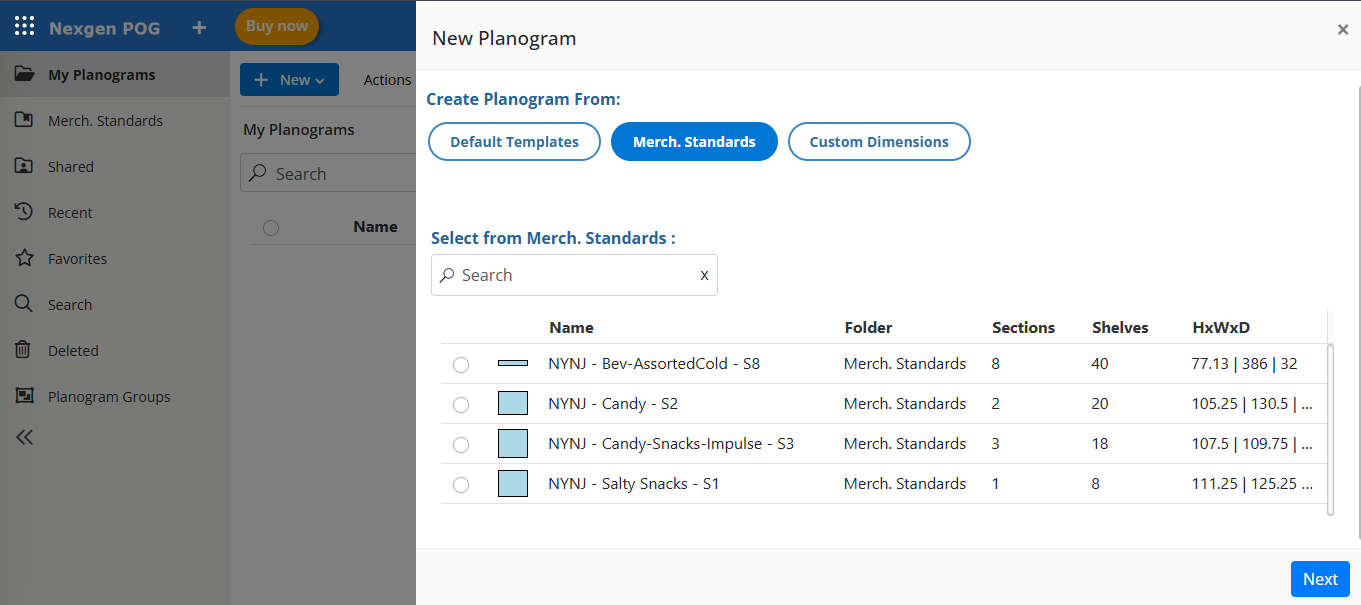 Nexgen POG + Buy now
My Planograms
Merch. Standards
Shared
Recent
Favorites
Search
Deleted
Planogram Groups
+ New
Actions
My Planograms
Search
Name
New Planogram
×
Create Planogram From:
Default Templates Merch. Standards Custom Dimensions
Select from Merch. Standards :
Search x
Name Folder Sections Shelves HxWxD
NYNJ - Bev-AssortedCold - S8 Merch. Standards 8 40 77.13 | 386 | 32
NYNJ - Candy - S2 Merch. Standards 2 20 105.25 | 130.5 | ...
NYNJ - Candy-Snacks-Impulse - S3 Merch. Standards 3 18 107.5 | 109.75 | ...
NYNJ - Salty Snacks - S1 Merch. Standards 1 8 111.25 | 125.25 ...
Next